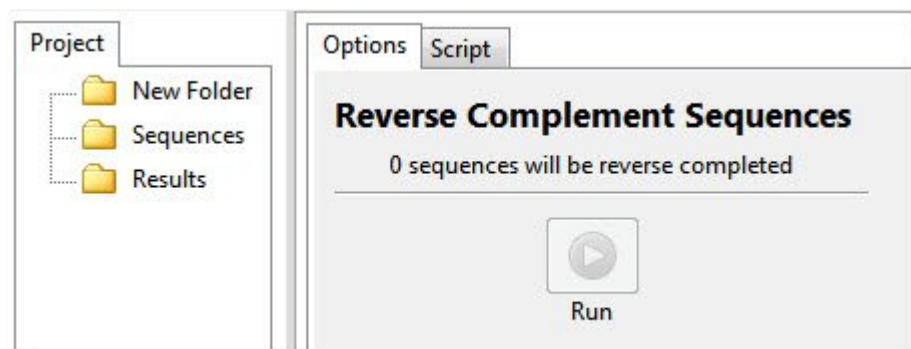 Project
New Folder
Sequences
Results
Options
Script
Reverse Complement Sequences
0 sequences will be reverse completed
Run